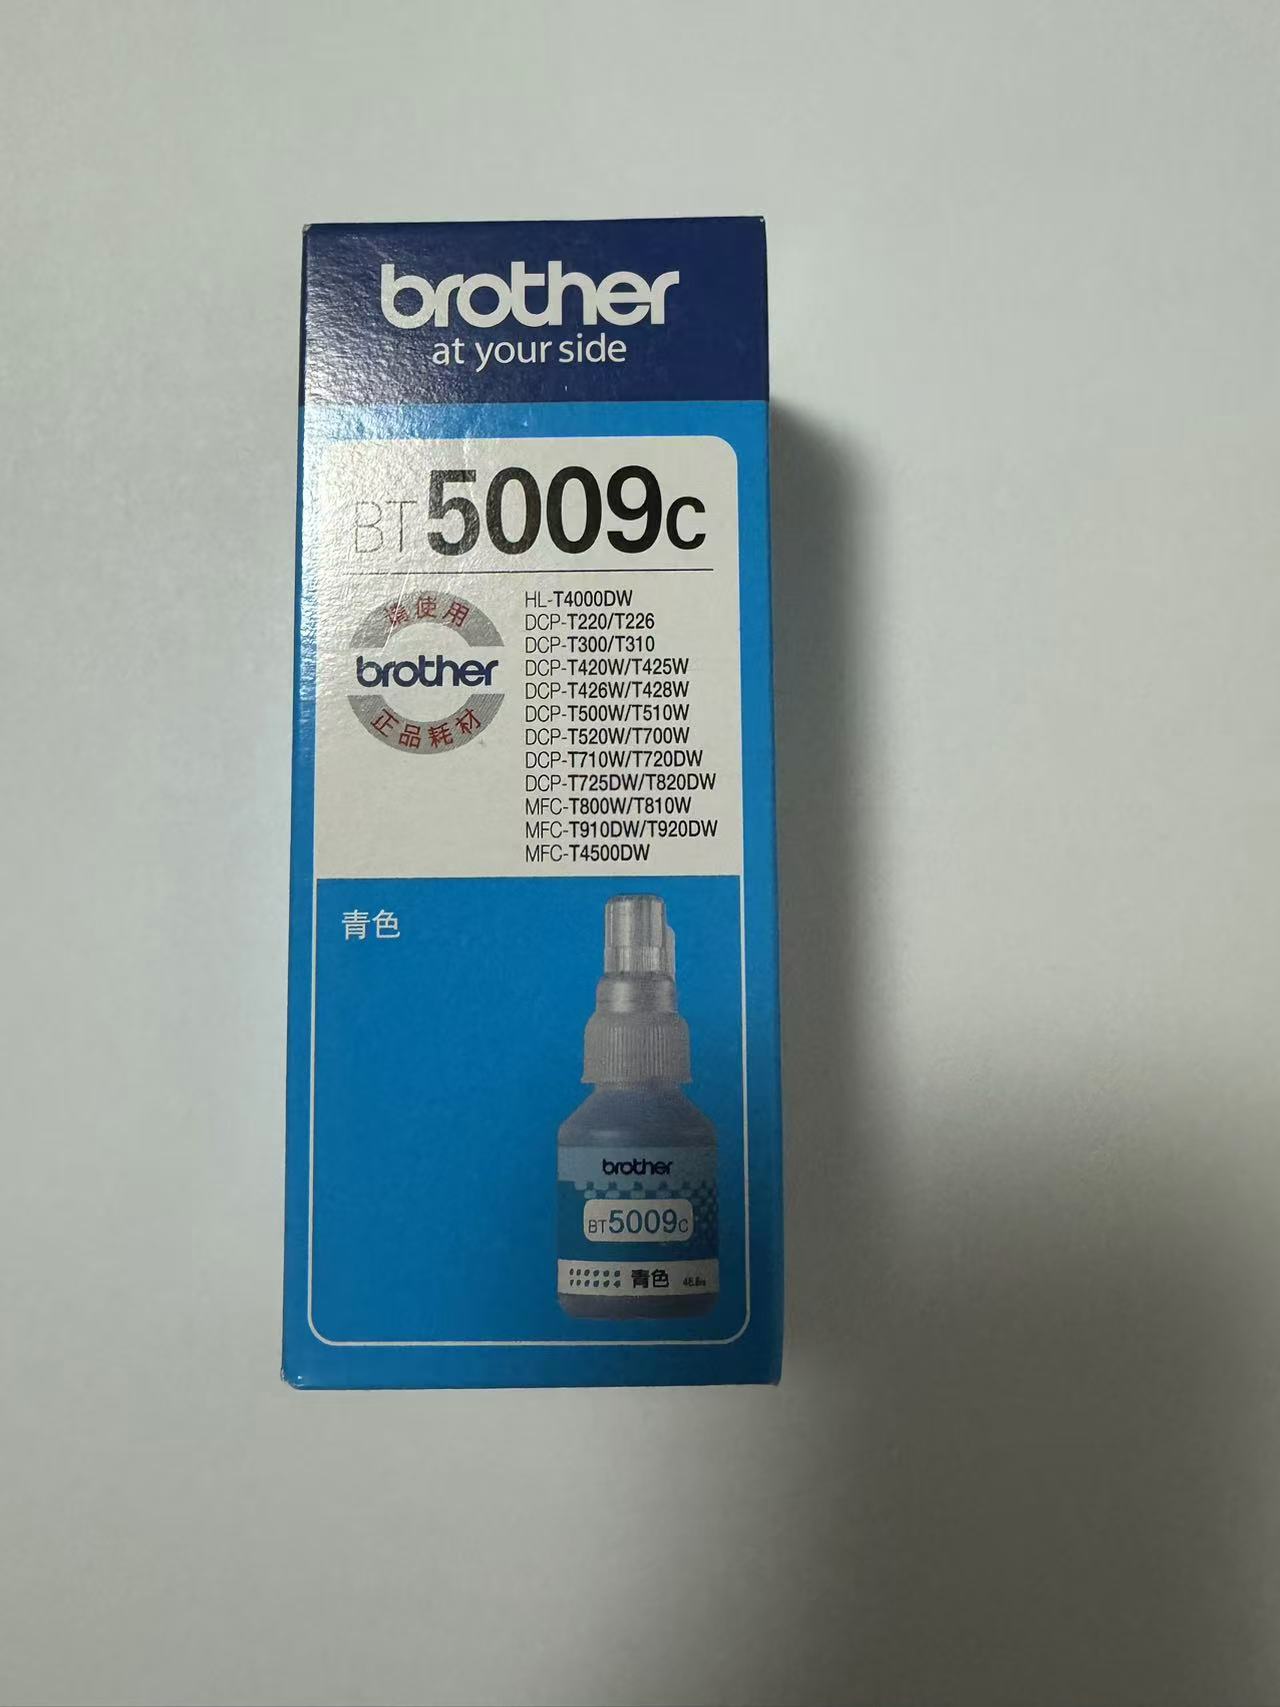 brother
at your side
BT5009c
请使用
brother
正品耗材
HL-T4000DW
DCP-T220/T226
DCP-T300/T310
DCP-T420W/T425W
DCP-T426W/T428W
DCP-T500W/T510W
DCP-T520W/T700W
DCP-T710W/T720DW
DCP-T725DW/T820DW
MFC-T800W/T810W
MFC-T910DW/T920DW
MFC-T4500DW
青色
brother
BT5009C
青色